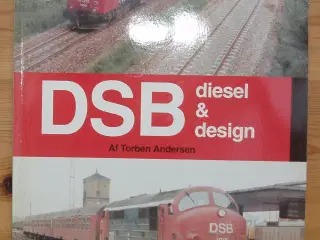 DSB
diesel
&
design
Af Torben Andersen
DSB